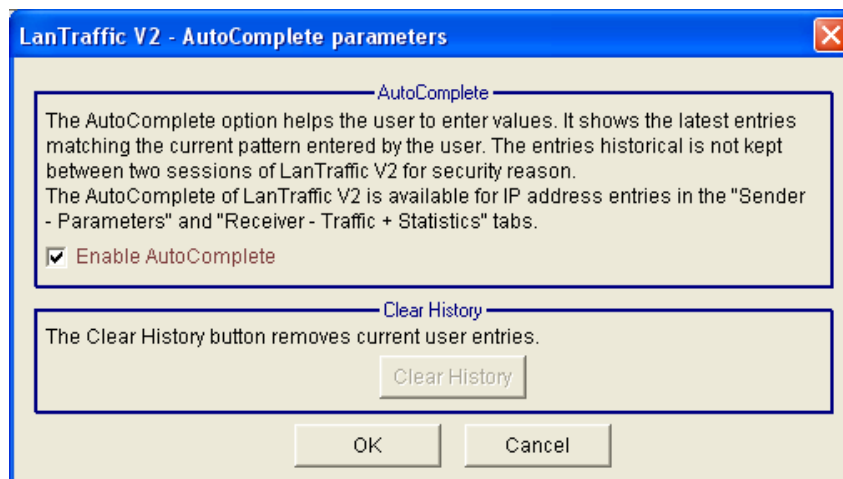 LanTraffic V2 - AutoComplete parameters
AutoComplete
The AutoComplete option helps the user to enter values. It shows the latest entries
matching the current pattern entered by the user. The entries historical is not kept
between two sessions of LanTraffic V2 for security reason.
The AutoComplete of LanTraffic V2 is available for IP address entries in the "Sender
- Parameters" and "Receiver - Traffic + Statistics" tabs.
Enable AutoComplete
Clear History
The Clear History button removes current user entries.
Clear History
OK Cancel